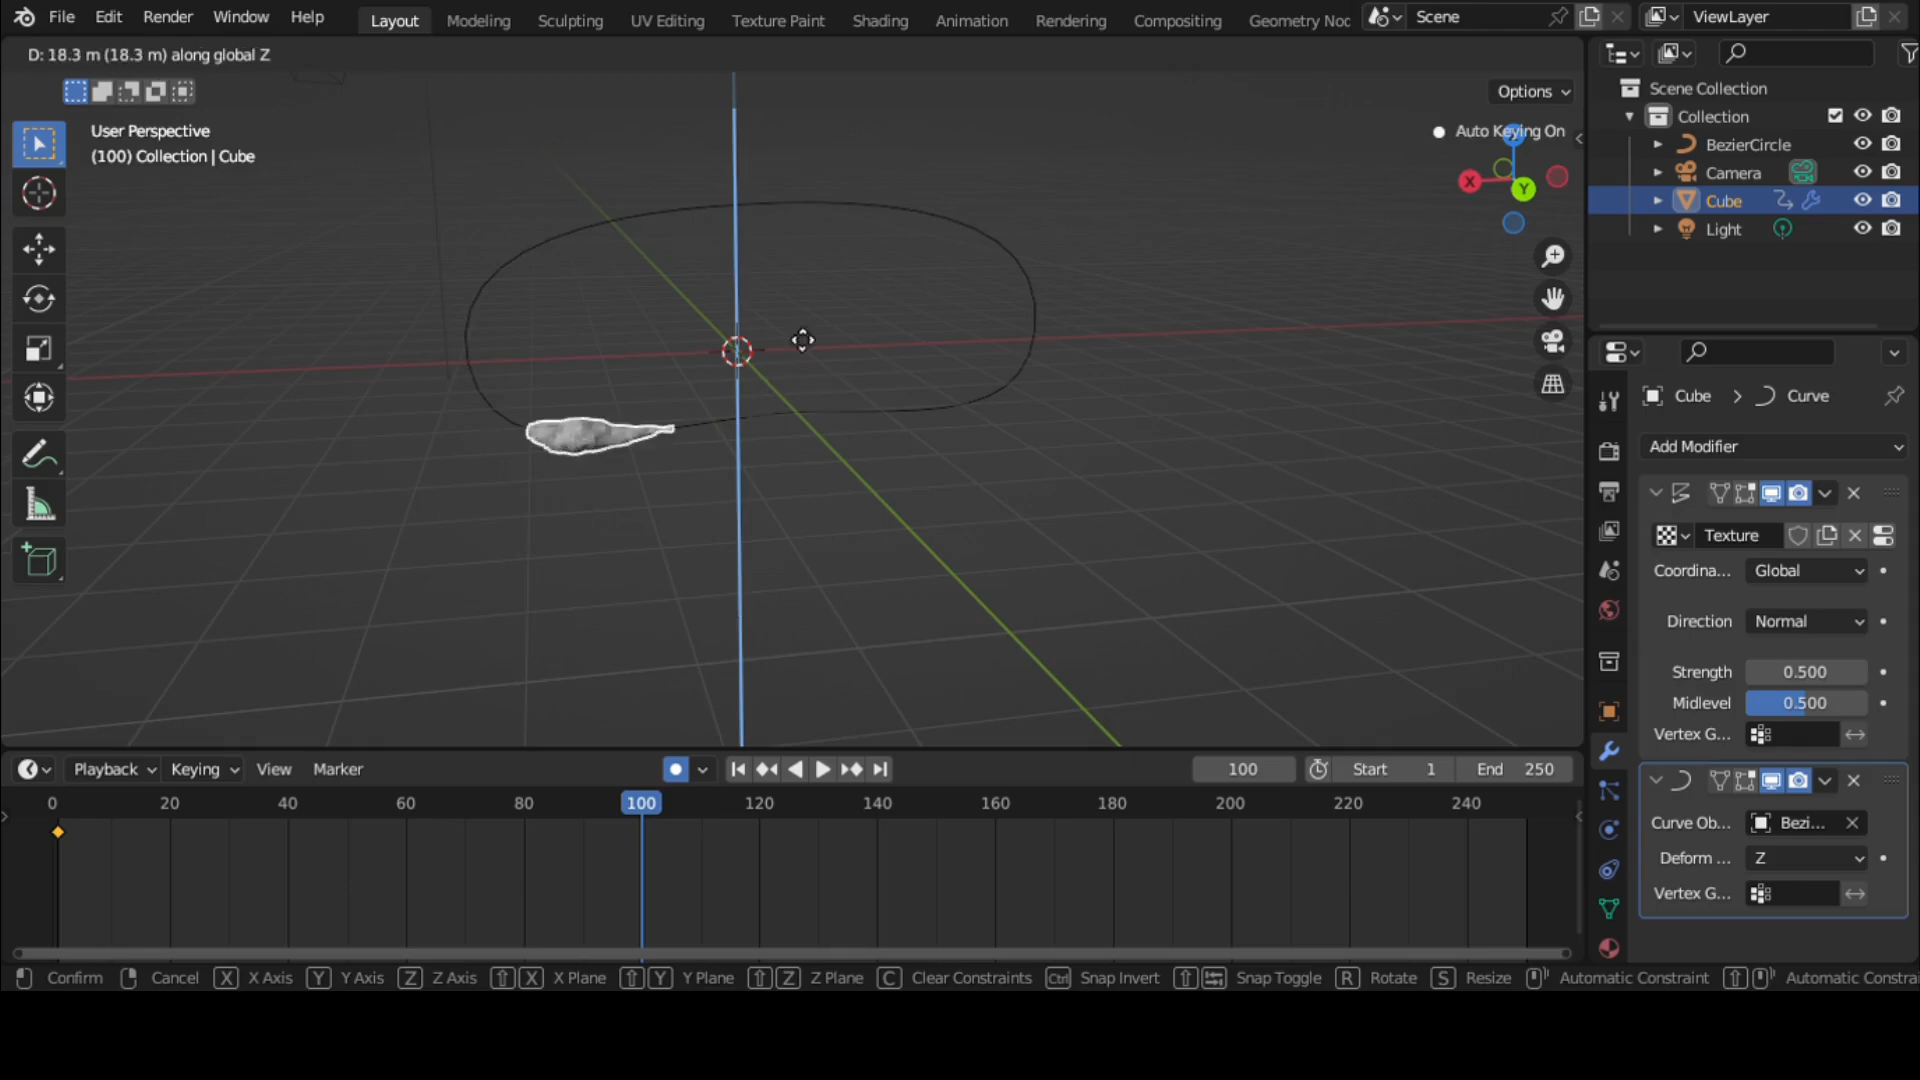 File Edit Render Window Help Layout Modeling Sculpting UV Editing Texture Paint Shading Animation Rendering Compositing Geometry Noc Scene ViewLayer
D: 18.3 m (18.3 m) along global Z
Options
User Perspective
(100) Collection | Cube
Auto Keying On
X
Y
Scene Collection
Collection
BezierCircle
Camera
Cube
Light
Cube > Curve
Add Modifier
Texture
Coordina... Global
Direction Normal
Strength 0.500
Midlevel 0.500
Vertex G...
Curve Ob... Bezi...
Deform ... Z
Vertex G...
Playback Keying View Marker 100 Start 1 End 250
0 20 40 60 80 100 120 140 160 180 200 220 240
Confirm Cancel X X Axis Y Y Axis Z Z Axis X X Plane Y Y Plane Z Z Plane C Clear Constraints Ctrl Snap Invert Snap Toggle R Rotate S Resize Automatic Constraint Automatic Constrai